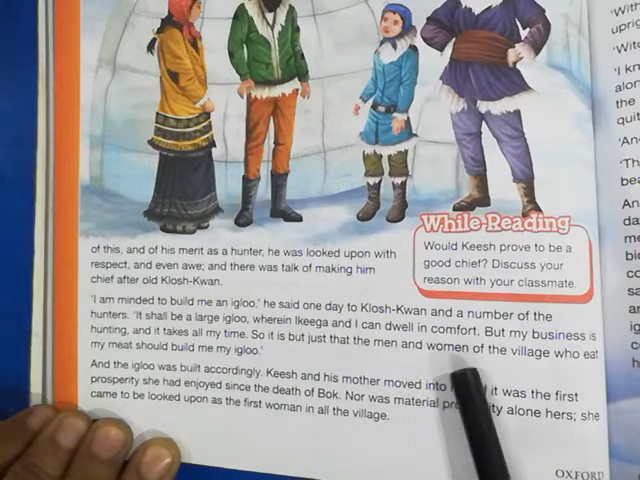 While Reading
Would Keesh prove to be a
good chief? Discuss your
reason with your classmate.
of this, and of his merit as a hunter, he was looked upon with
respect, and even awe; and there was talk of making him
chief after old Klosh-Kwan.
'I am minded to build me an igloo,' he said one day to Klosh-Kwan and a number of the
hunters. 'It shall be a large igloo, wherein Ikeega and I can dwell in comfort. But my business is
hunting, and it takes all my time. So it is but just that the men and women of the village who eat
my meat should build me my igloo.'
And the igloo was built accordingly. Keesh and his mother moved into it was the first
prosperity she had enjoyed since the death of Bok. Nor was material alone hers; she
came to be looked upon as the first woman in all the village.
OXFORD